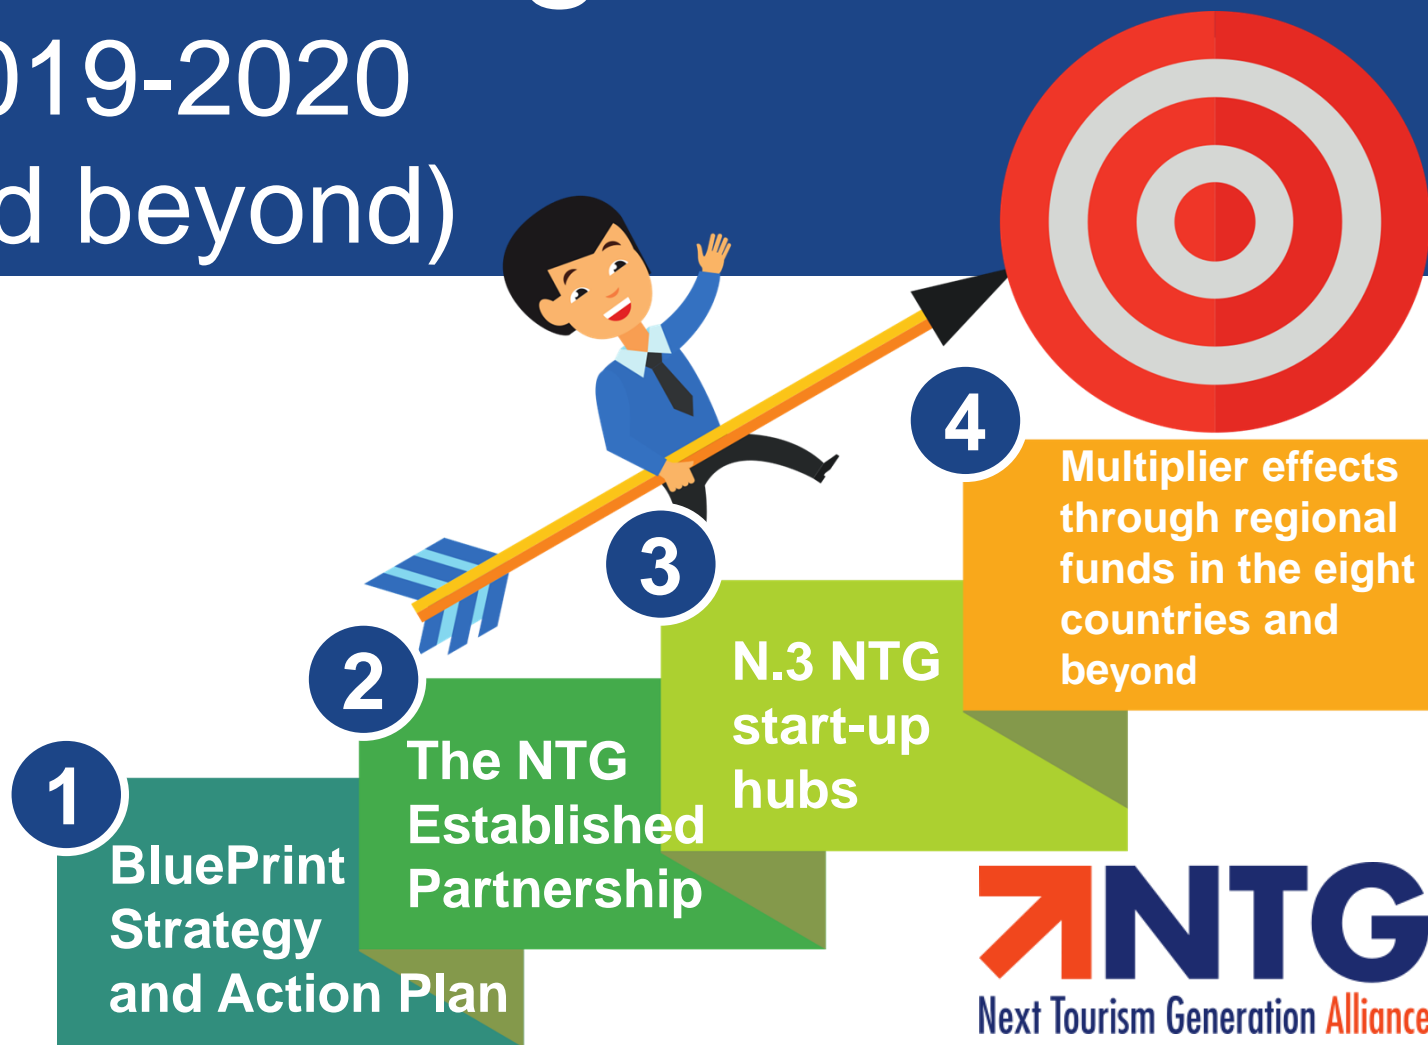 019-2020
d beyond)
1
BluePrint
Strategy
and Action Plan
2
The NTG
Established
Partnership
3
N.3 NTG
start-up
hubs
4
Multiplier effects
through regional
funds in the eight
countries and
beyond
NTG
Next Tourism Generation Alliance